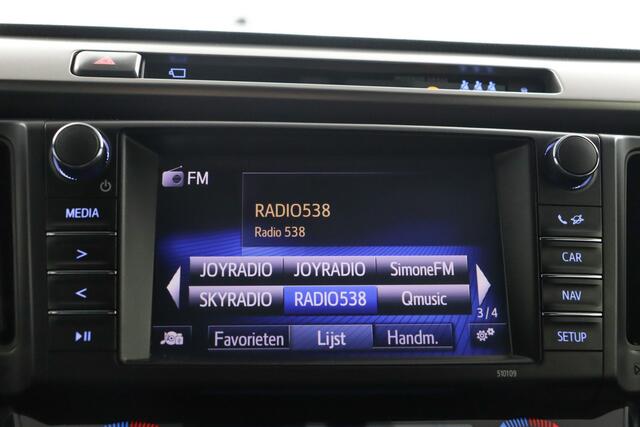 FM
MEDIA
RADIO538
Radio 538
CAR
JOYRADIO JOYRADIO SimoneFM
SKYRADIO RADIO538 Qmusic
NAV
3/4
Favorieten Lijst Handm.
SETUP
510109